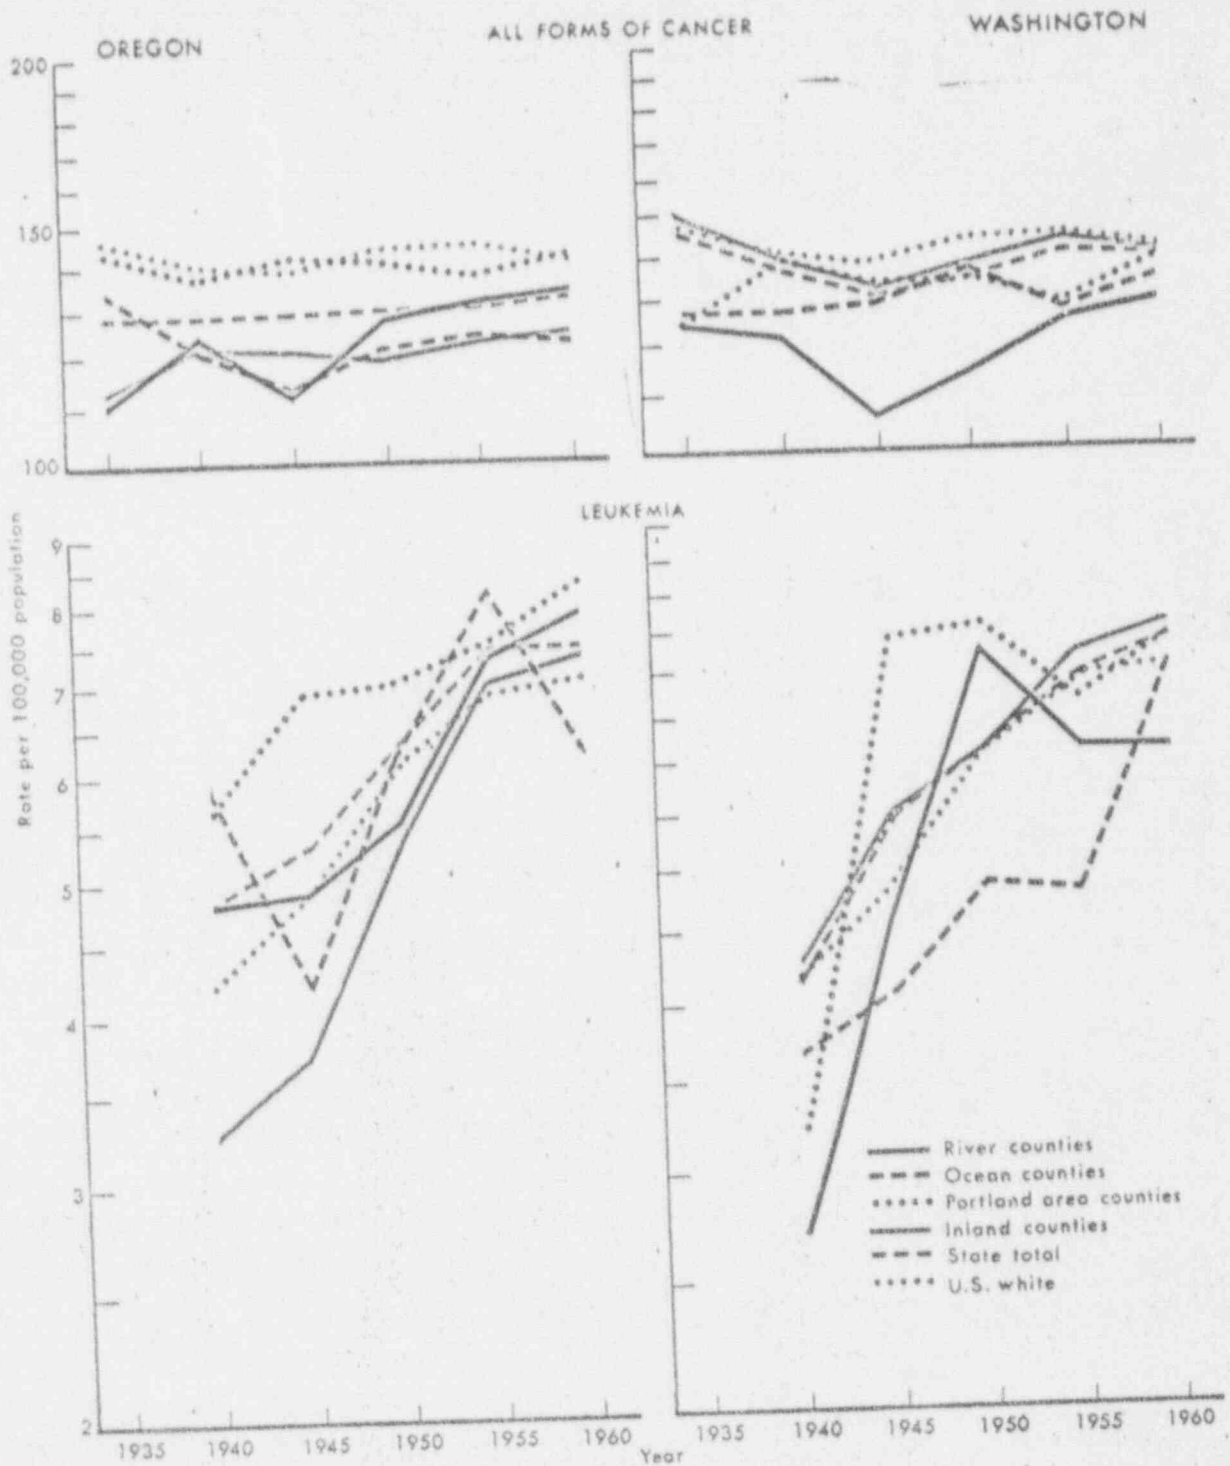 ALL FORMS OF CANCER
OREGON
WASHINGTON
200
150
100
LEUKEMIA
Rate per 100,000 population
9
8
7
6
5
4
3
2
River counties
Ocean counties
Portland area counties
Inland counties
State total
U.S. white
1935 1940 1945 1950 1955 1960
1935 1940 1945 1950 1955 1960
Year